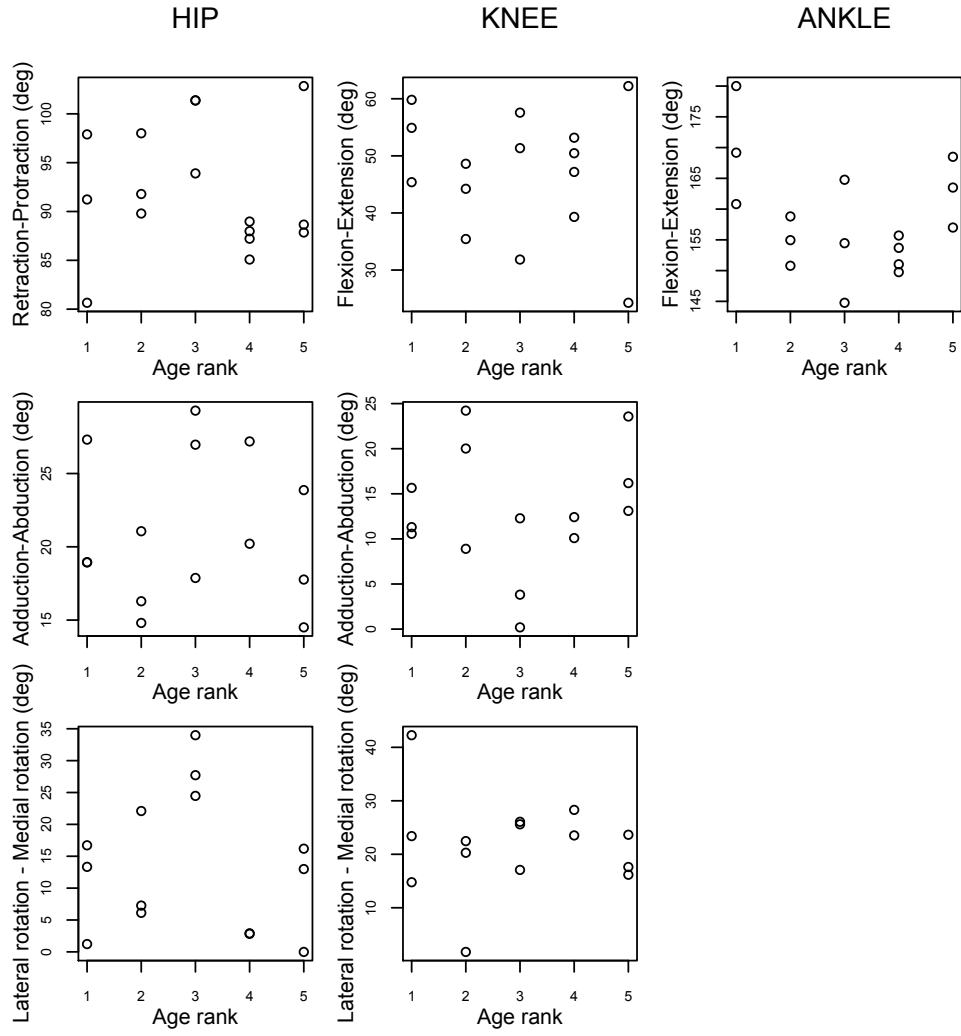 HIP KNEE ANKLE
Retraction-Protraction (deg)
80 85 90 95 100
1 2 3 4 5
Age rank
Flexion-Extension (deg)
30 40 50 60
1 2 3 4 5
Age rank
Flexion-Extension (deg)
145 155 165 175
1 2 3 4 5
Age rank
Adduction-Abduction (deg)
15 20 25
1 2 3 4 5
Age rank
Adduction-Abduction (deg)
0 5 10 15 20 25
1 2 3 4 5
Age rank
Lateral rotation - Medial rotation (deg)
0 5 10 15 20 25 30 35
1 2 3 4 5
Age rank
Lateral rotation - Medial rotation (deg)
10 20 30 40
1 2 3 4 5
Age rank